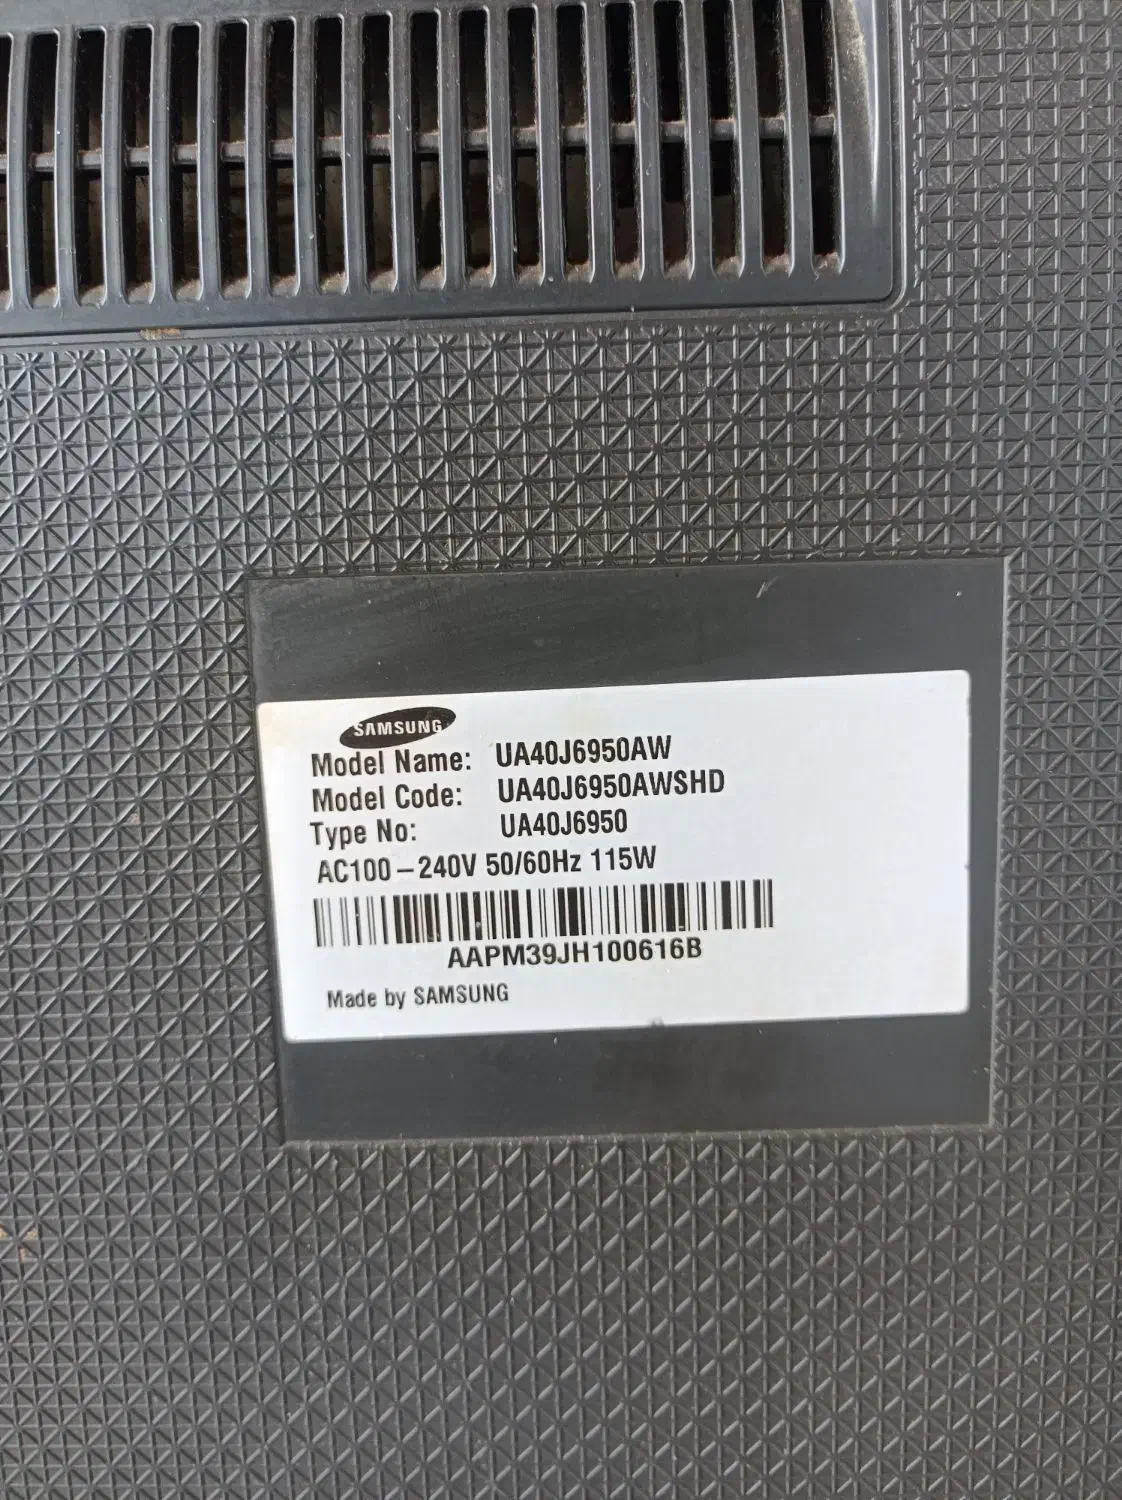 SAMSUNG
Model Name: UA40J6950AW
Model Code: UA40J6950AWSHD
Type No: UA40J6950
AC100-240V 50/60Hz 115W
AAPM39JH100616B
Made by SAMSUNG